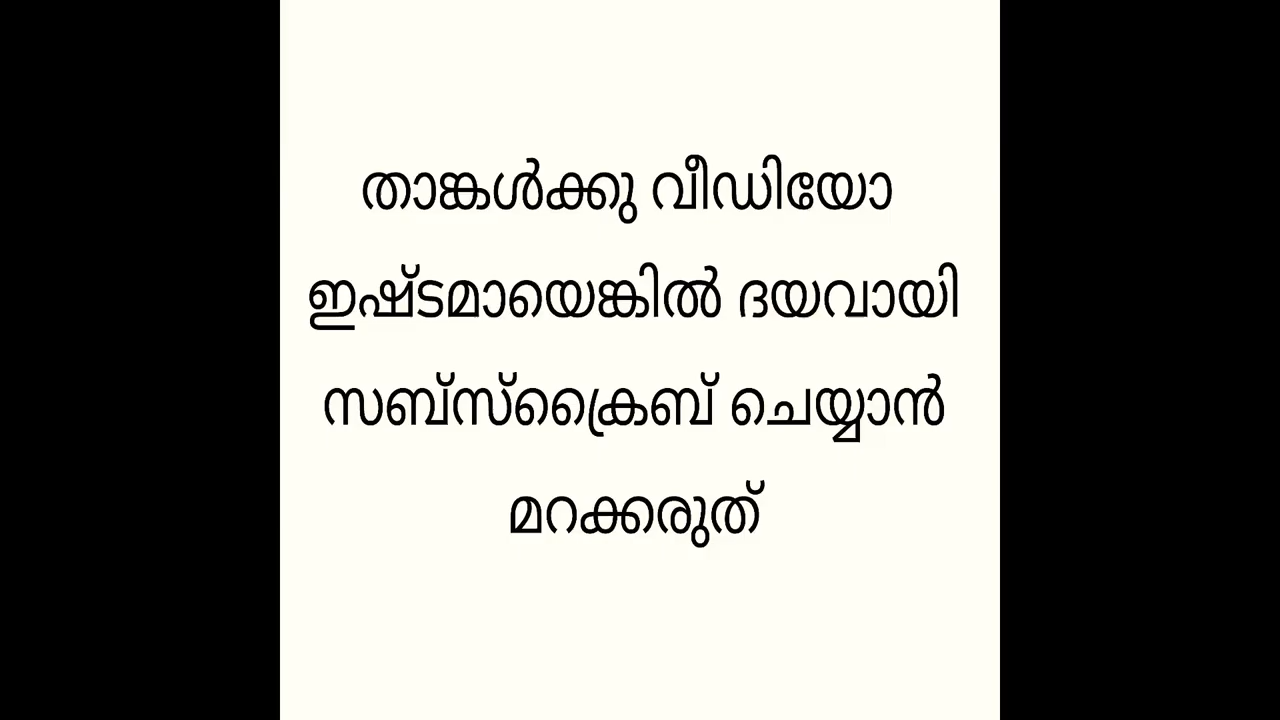 താങ്കൾക്കു വീഡിയോ
ഇഷ്ടമായെങ്കിൽ ദയവായി
സബ്സ്ക്രൈബ് ചെയ്യാൻ
മറക്കരുത്